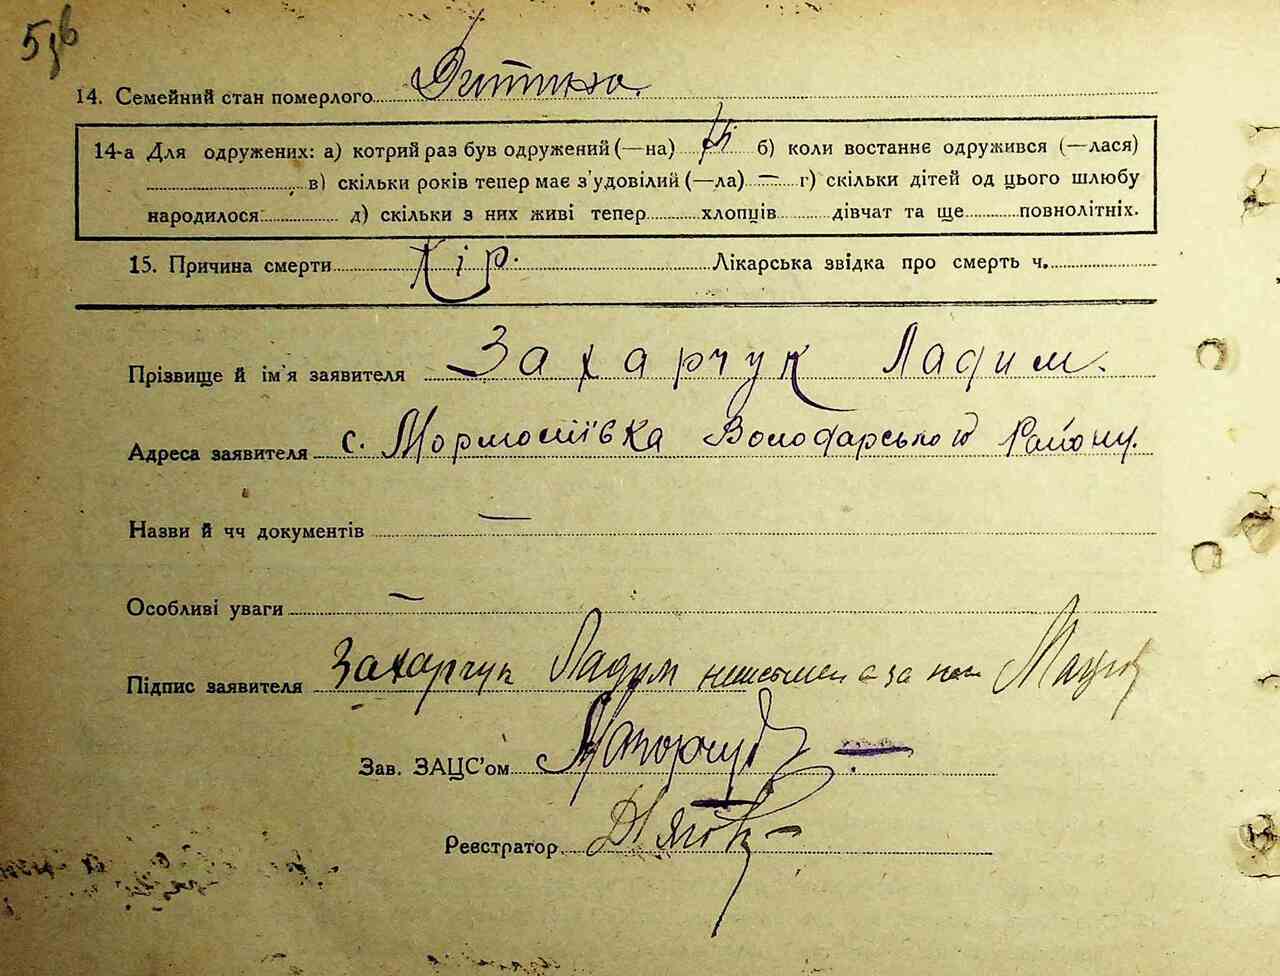 14. Семейний стан померлого Дитина.
14-а Для одружених: а) котрий раз був одружений (—на) б) коли востаннє одружився (—лася)
в) скільки років тепер має з'удовілий (—ла) — г) скільки дітей од цього шлюбу
народилося: д) скільки з них живі тепер хлопців дівчат та ще повнолітніх.
15. Причина смерти Кір. Лікарська звідка про смерть ч.
Прізвище й ім'я заявителя Захарчук Ладим.
Адреса заявителя с. Володарського Району.
Назви й чч документів —
Особливі уваги —
Підпис заявителя Захарчук Ладим а за
Зав. ЗАЦС'ом
Реєстратор